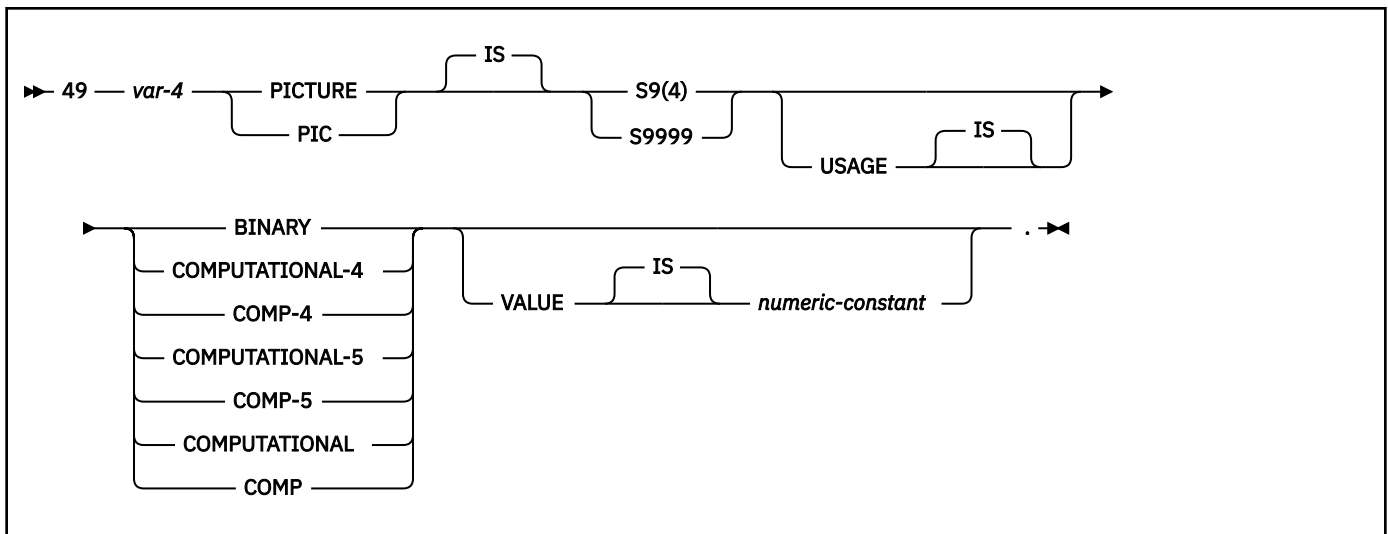 IS
49 var-4 PICTURE S9(4)
PIC S9999
IS
USAGE
BINARY .
COMPUTATIONAL-4
IS
VALUE numeric-constant
COMP-4
COMPUTATIONAL-5
COMP-5
COMPUTATIONAL
COMP